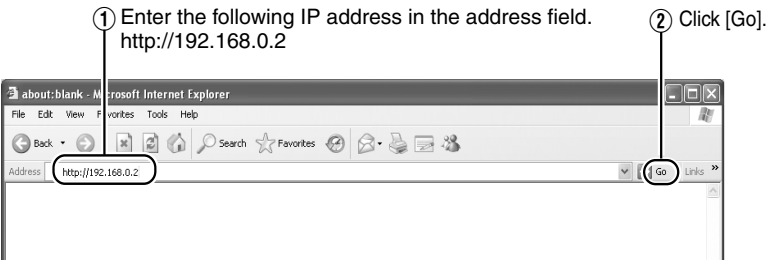 ① Enter the following IP address in the address field.
http://192.168.0.2
② Click [Go].
about:blank - Microsoft Internet Explorer
File Edit View Favorites Tools Help
Back Search Favorites
Address http://192.168.0.2 Go Links »